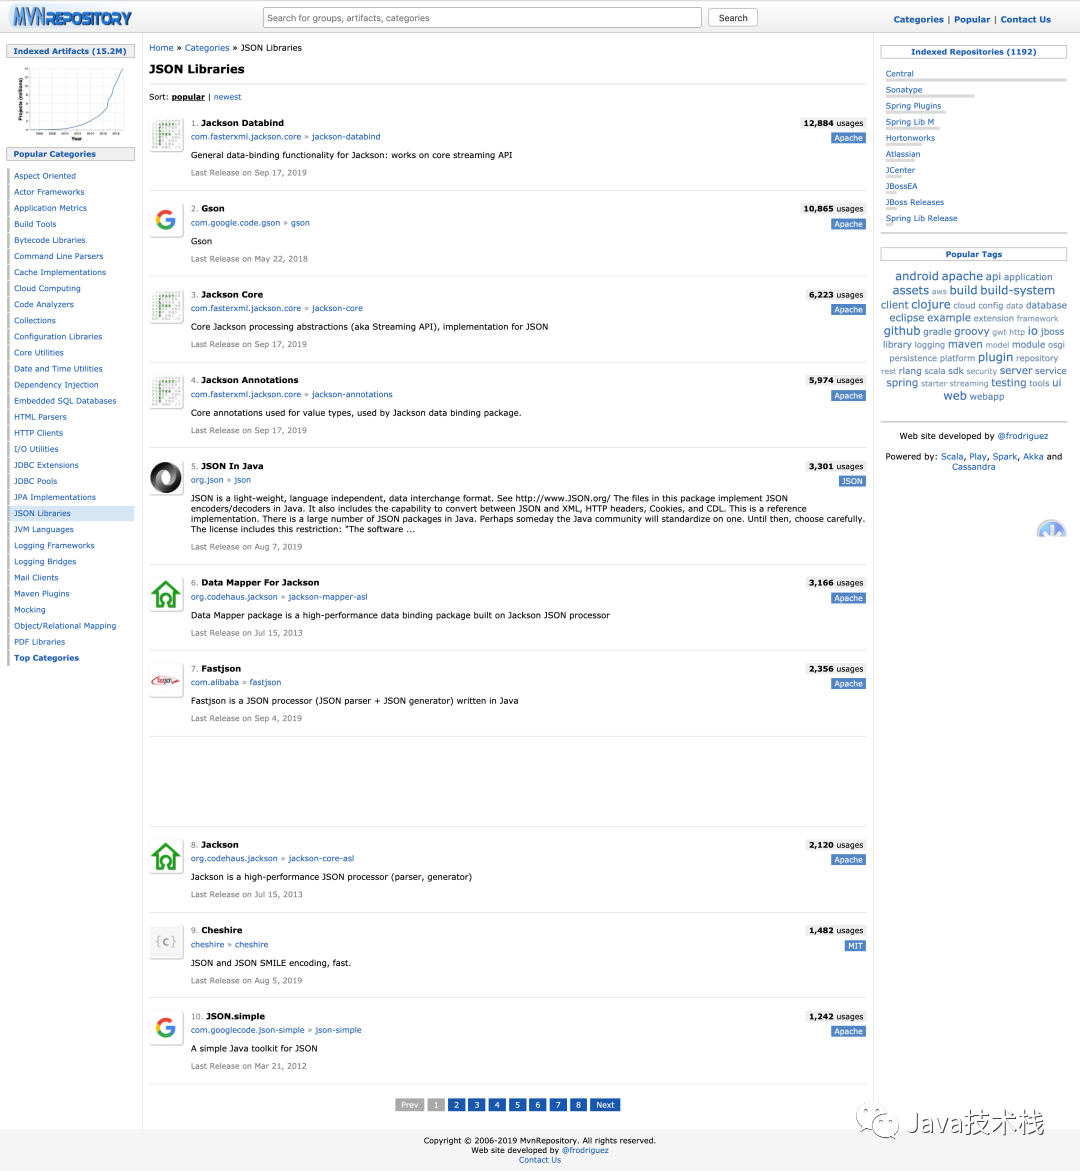 MVNREPOSITORY
Search for groups, artifacts, categories
Search
Categories | Popular | Contact Us
Indexed Artifacts (15.2M)
Projects (millions)
Year
Popular Categories
Aspect Oriented
Actor Frameworks
Application Metrics
Build Tools
Bytecode Libraries
Command Line Parsers
Cache Implementations
Cloud Computing
Code Analyzers
Collections
Configuration Libraries
Core Utilities
Date and Time Utilities
Dependency Injection
Embedded SQL Databases
HTML Parsers
HTTP Clients
I/O Utilities
JDBC Extensions
JDBC Pools
JPA Implementations
JSON Libraries
JVM Languages
Logging Frameworks
Logging Bridges
Mail Clients
Maven Plugins
Mocking
Object/Relational Mapping
PDF Libraries
Top Categories
Home » Categories » JSON Libraries
JSON Libraries
Sort: popular | newest
1. Jackson Databind
12,884 usages
com.fasterxml.jackson.core » jackson-databind
Apache
General data-binding functionality for Jackson: works on core streaming API
Last Release on Sep 17, 2019
2. Gson
10,865 usages
com.google.code.gson » gson
Apache
Gson
Last Release on May 22, 2018
3. Jackson Core
6,223 usages
com.fasterxml.jackson.core » jackson-core
Apache
Core Jackson processing abstractions (aka Streaming API), implementation for JSON
Last Release on Sep 17, 2019
4. Jackson Annotations
5,974 usages
com.fasterxml.jackson.core » jackson-annotations
Apache
Core annotations used for value types, used by Jackson data binding package.
Last Release on Sep 17, 2019
5. JSON In Java
3,301 usages
org.json » json
JSON
JSON is a light-weight, language independent, data interchange format. See http://www.JSON.org/ The files in this package implement JSON
encoders/decoders in Java. It also includes the capability to convert between JSON and XML, HTTP headers, Cookies, and CDL. This is a reference
implementation. There is a large number of JSON packages in Java. Perhaps someday the Java community will standardize on one. Until then, choose carefully.
The license includes this restriction: "The software ...
Last Release on Aug 7, 2019
6. Data Mapper For Jackson
3,166 usages
org.codehaus.jackson » jackson-mapper-asl
Apache
Data Mapper package is a high-performance data binding package built on Jackson JSON processor
Last Release on Jul 15, 2013
7. Fastjson
2,356 usages
com.alibaba » fastjson
Apache
Fastjson is a JSON processor (JSON parser + JSON generator) written in Java
Last Release on Sep 4, 2019
8. Jackson
2,120 usages
org.codehaus.jackson » jackson-core-asl
Apache
Jackson is a high-performance JSON processor (parser, generator)
Last Release on Jul 15, 2013
{c}
9. Cheshire
1,482 usages
cheshire » cheshire
MIT
JSON and JSON SMILE encoding, fast.
Last Release on Aug 5, 2019
10. JSON.simple
1,242 usages
com.googlecode.json-simple » json-simple
Apache
A simple Java toolkit for JSON
Last Release on Mar 21, 2012
Prev 1 2 3 4 5 6 7 8 Next
Indexed Repositories (1192)
Central
Sonatype
Spring Plugins
Spring Lib M
Hortonworks
Atlassian
JCenter
JBossEA
JBoss Releases
Spring Lib Release
Popular Tags
android apache api application
assets aws build build-system
client clojure cloud config data database
eclipse example extension framework
github gradle groovy gwt http io jboss
library logging maven model module osgi
persistence platform plugin repository
rest rlang scala sdk security server service
spring starter streaming testing tools ui
web webapp
Web site developed by @frodriguez
Powered by: Scala, Play, Spark, Akka and
Cassandra
Java技术栈
Copyright © 2006-2019 MvnRepository. All rights reserved.
Web site developed by @frodriguez
Contact Us